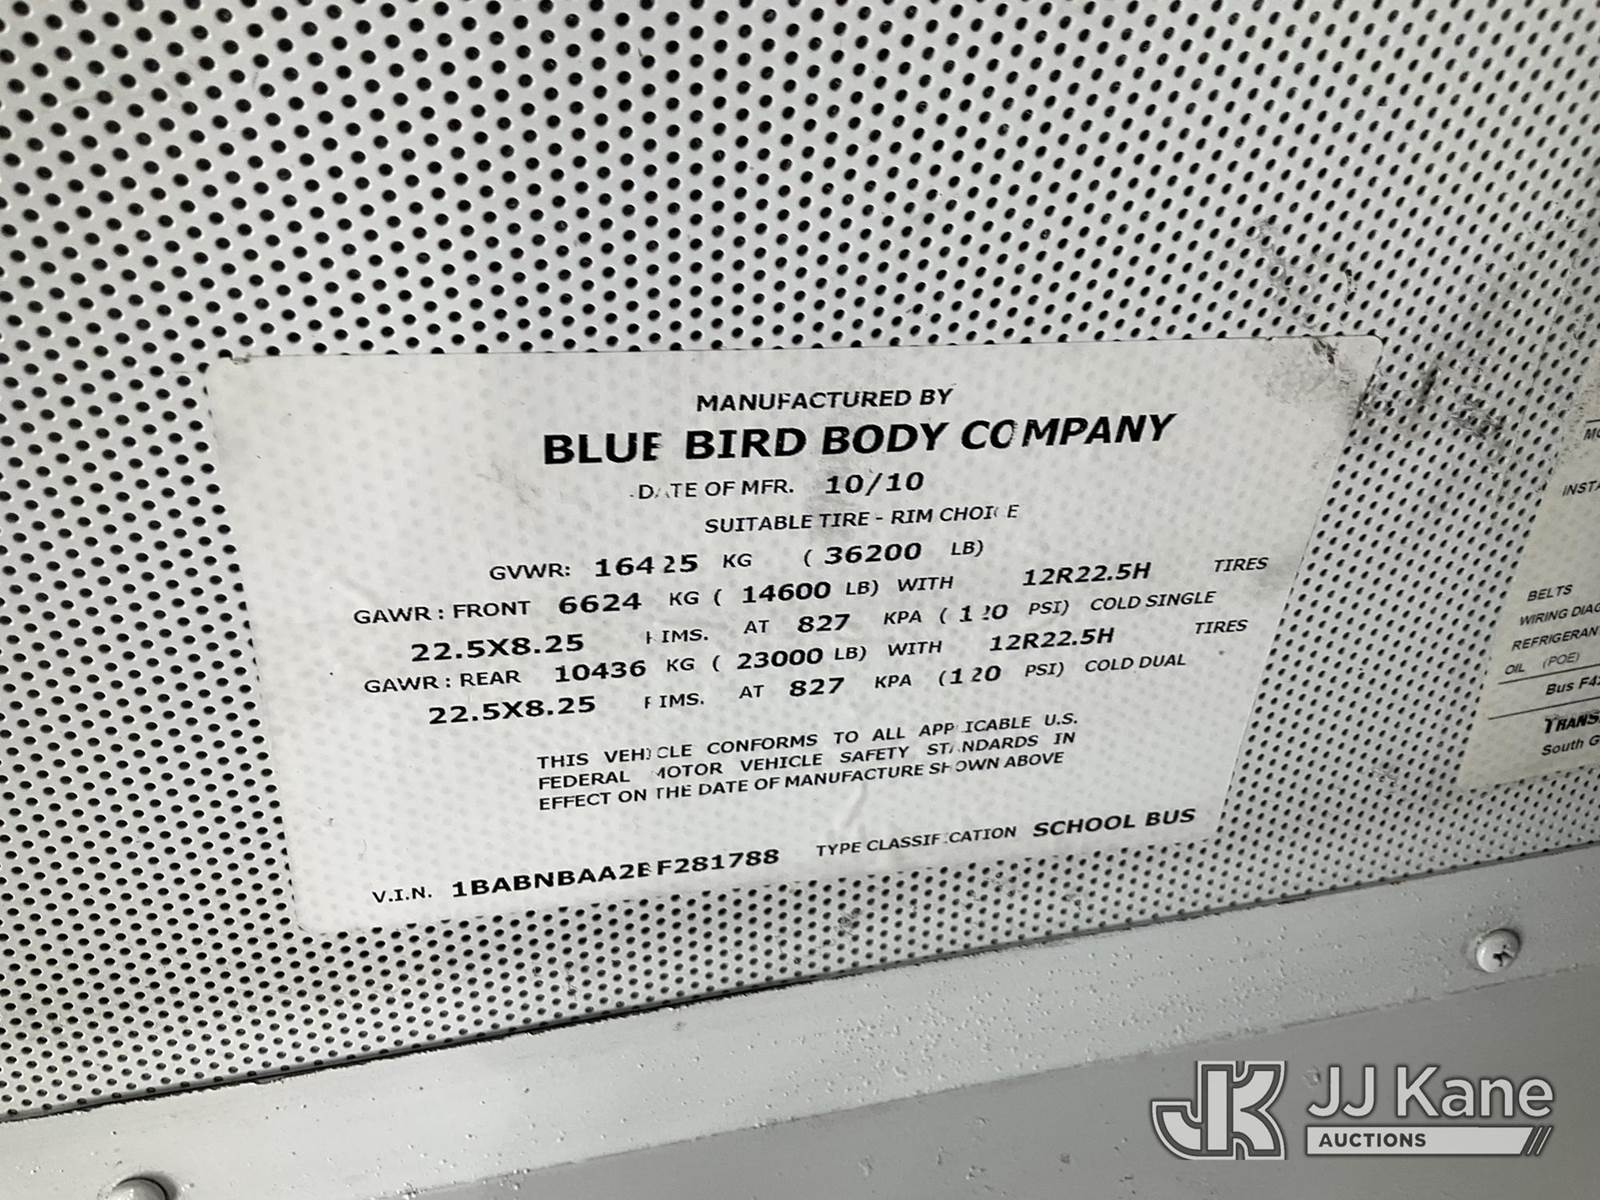 MANUFACTURED BY
BLUE BIRD BODY COMPANY
DATE OF MFR. 10/10
SUITABLE TIRE - RIM CHOICE
GVWR: 16425 KG ( 36200 LB)
GAWR : FRONT 6624 KG ( 14600 LB) WITH 12R22.5H TIRES
22.5X8.25 RIMS. AT 827 KPA ( 120 PSI) COLD SINGLE
GAWR : REAR 10436 KG ( 23000 LB) WITH 12R22.5H TIRES
22.5X8.25 RIMS. AT 827 KPA (120 PSI) COLD DUAL
THIS VEHICLE CONFORMS TO ALL APPLICABLE U.S.
FEDERAL MOTOR VEHICLE SAFETY STANDARDS IN
EFFECT ON THE DATE OF MANUFACTURE SHOWN ABOVE
V.I.N. 1BABNBAA2BF281788 TYPE CLASSIFICATION SCHOOL BUS
BELTS
WIRING
OIL (POE)
Bus
South
JK JJ Kane
AUCTIONS